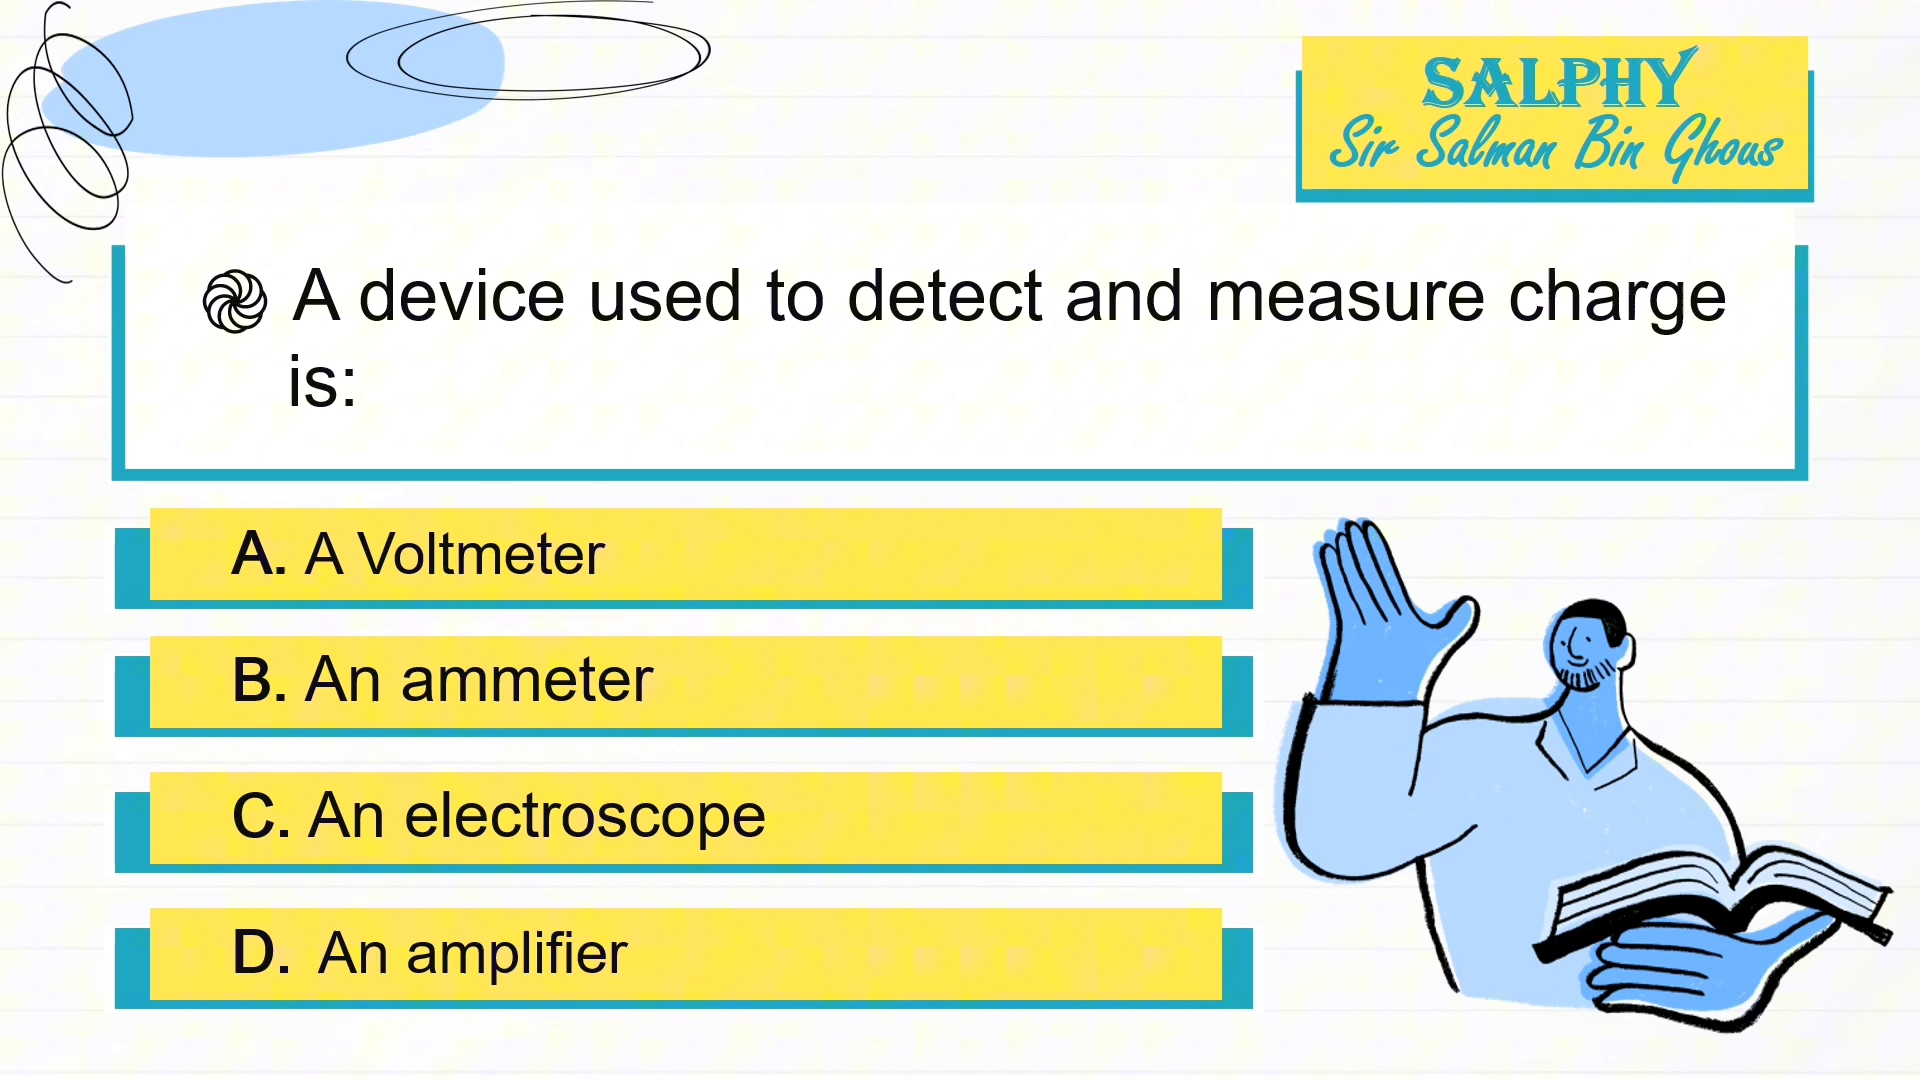 SALPHY
Sir Salman Bin Ghous
A device used to detect and measure charge
is:
A. A Voltmeter
B. An ammeter
C. An electroscope
D. An amplifier